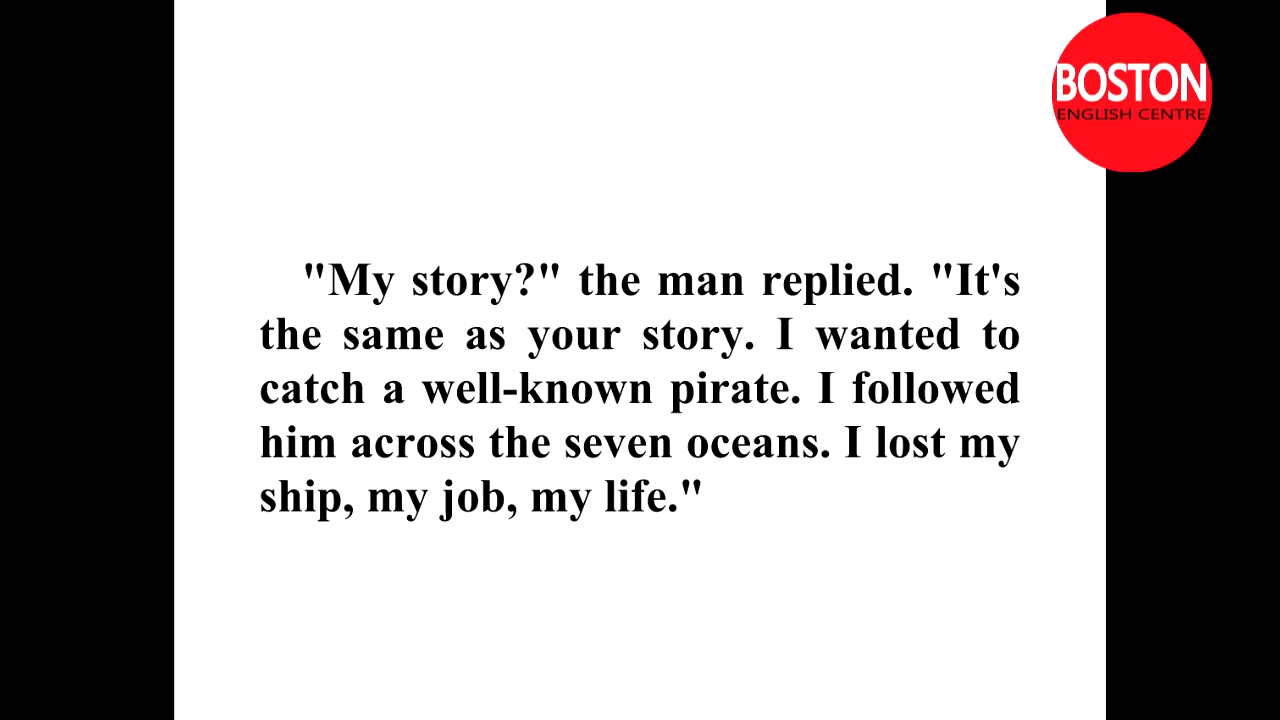 BOSTON
ENGLISH CENTRE
"My story?" the man replied. "It's
the same as your story. I wanted to
catch a well-known pirate. I followed
him across the seven oceans. I lost my
ship, my job, my life."